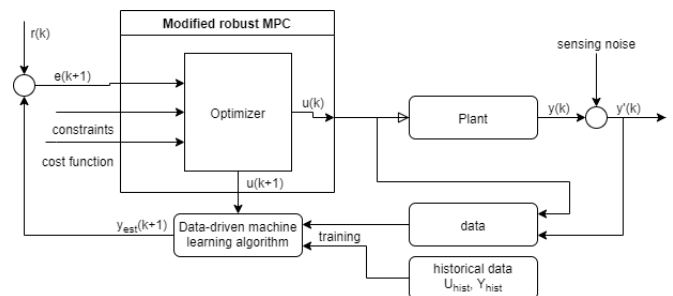 Modified robust MPC
r(k)
sensing noise
e(k+1)
u(k)
y(k)
y'(k)
Optimizer
Plant
constraints
cost function
u(k+1)
yest(k+1)
Data-driven machine
learning algorithm
data
training
historical data
Uhist, Yhist